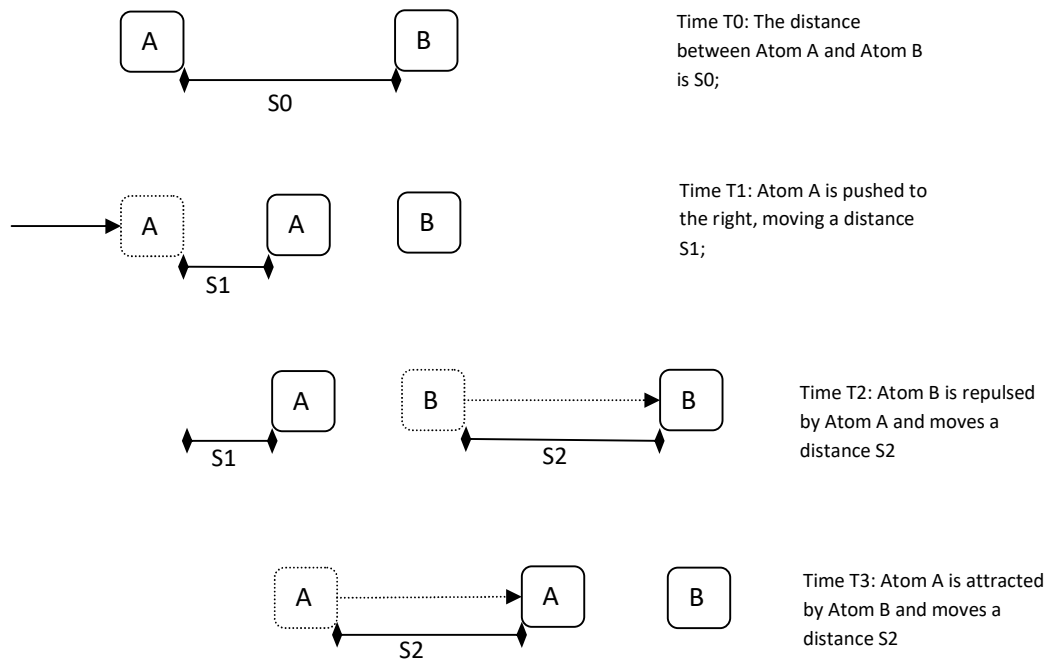 A
B
S0
Time T0: The distance
between Atom A and Atom B
is S0;
A
A
B
S1
Time T1: Atom A is pushed to
the right, moving a distance
S1;
A
B
B
S1
S2
Time T2: Atom B is repulsed
by Atom A and moves a
distance S2
A
A
B
S2
Time T3: Atom A is attracted
by Atom B and moves a
distance S2